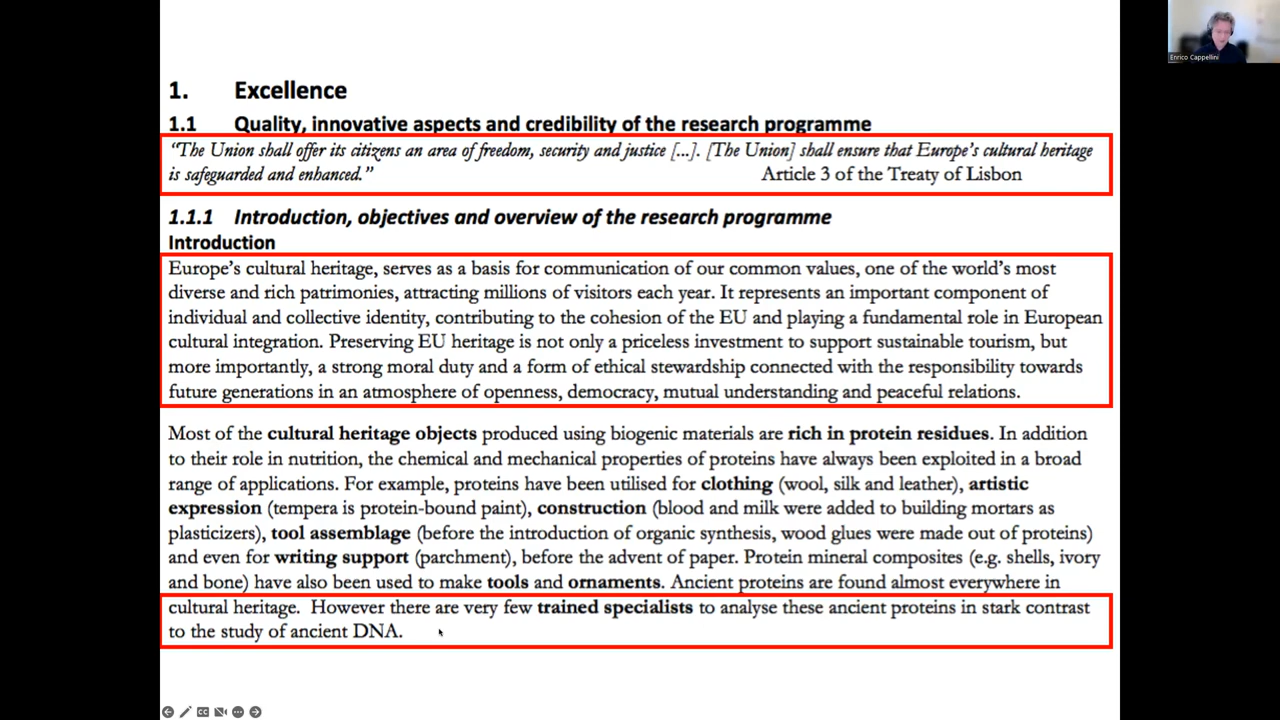 Enrico Cappellini
1. Excellence
1.1 Quality, innovative aspects and credibility of the research programme
“The Union shall offer its citizens an area of freedom, security and justice [...]. [The Union] shall ensure that Europe’s cultural heritage
is safeguarded and enhanced.” Article 3 of the Treaty of Lisbon
1.1.1 Introduction, objectives and overview of the research programme
Introduction
Europe’s cultural heritage, serves as a basis for communication of our common values, one of the world’s most
diverse and rich patrimonies, attracting millions of visitors each year. It represents an important component of
individual and collective identity, contributing to the cohesion of the EU and playing a fundamental role in European
cultural integration. Preserving EU heritage is not only a priceless investment to support sustainable tourism, but
more importantly, a strong moral duty and a form of ethical stewardship connected with the responsibility towards
future generations in an atmosphere of openness, democracy, mutual understanding and peaceful relations.
Most of the cultural heritage objects produced using biogenic materials are rich in protein residues. In addition
to their role in nutrition, the chemical and mechanical properties of proteins have always been exploited in a broad
range of applications. For example, proteins have been utilised for clothing (wool, silk and leather), artistic
expression (tempera is protein-bound paint), construction (blood and milk were added to building mortars as
plasticizers), tool assemblage (before the introduction of organic synthesis, wood glues were made out of proteins)
and even for writing support (parchment), before the advent of paper. Protein mineral composites (e.g. shells, ivory
and bone) have also been used to make tools and ornaments. Ancient proteins are found almost everywhere in
cultural heritage. However there are very few trained specialists to analyse these ancient proteins in stark contrast
to the study of ancient DNA.
CC